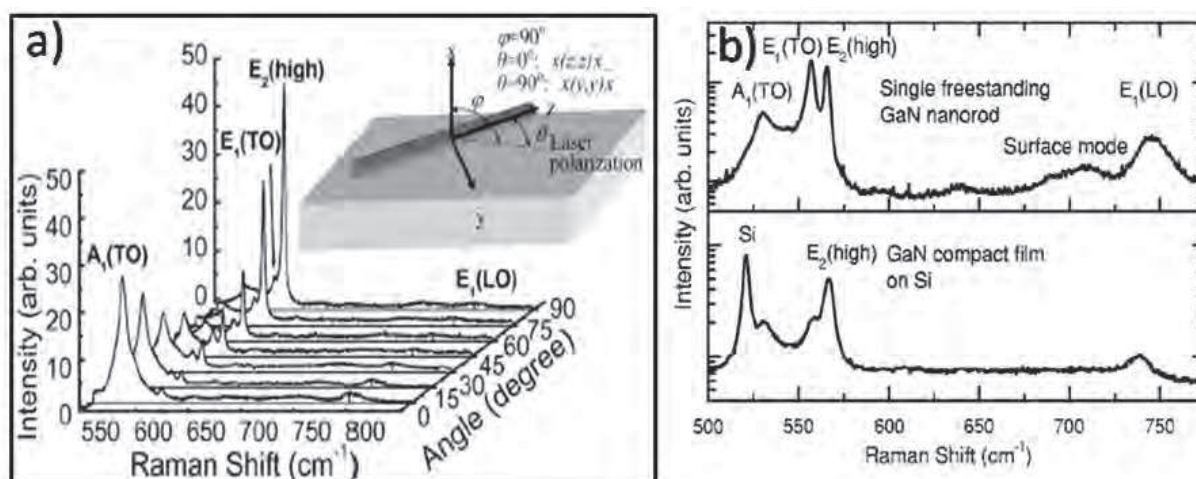 a)
50
40
30
20
10
0
E₂(high)
E₁(TO)
φ=90°
θ=0°; x(z,z)x
θ=90°; x(y,y)x
x
φ
z
θ
Laser
polarization
y
50
40
30
20
10
0
A₁(TO)
E₁(LO)
Intensity (arb. units)
550 600 650 700 750 800
Raman Shift (cm⁻¹)
0 15 30 45 60 75 90
Angle (degree)
b)
E₁(TO) E₂(high)
A₁(TO)
Single freestanding
GaN nanorod
E₁(LO)
Surface mode
Intensity (arb. units)
Si
E₂(high)
GaN compact film
on Si
Intensity (arb. units)
500 550 600 650 700 750
Raman Shift (cm⁻¹)